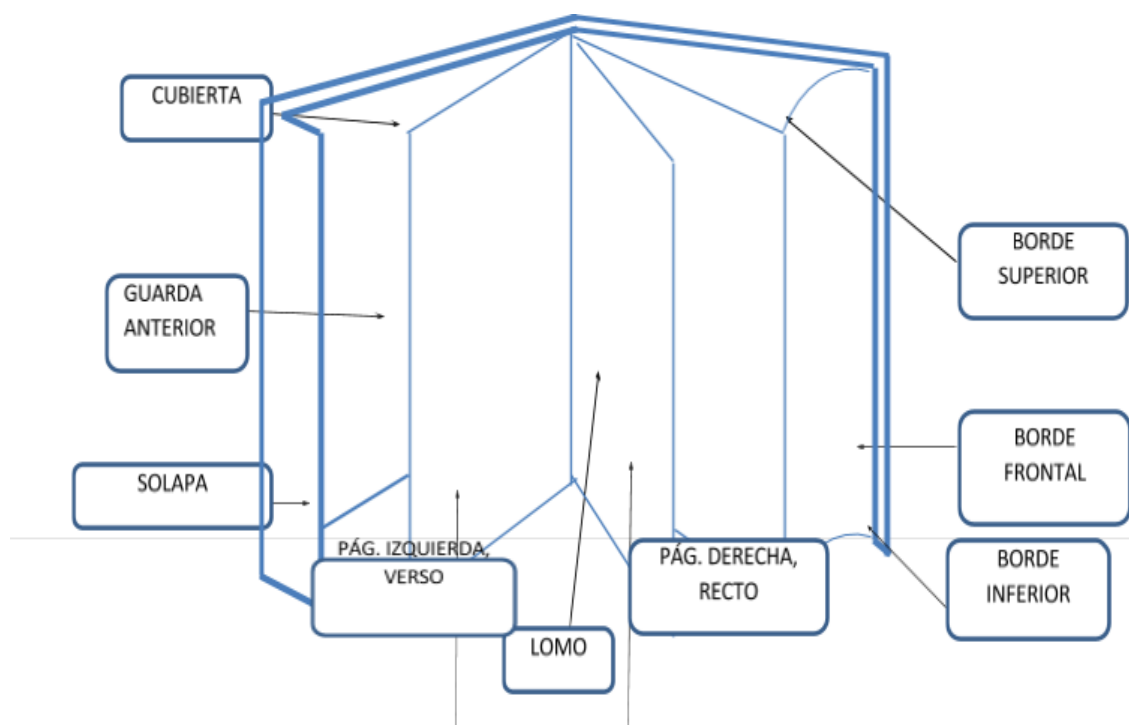 CUBIERTA
GUARDA
ANTERIOR
SOLAPA
PÁG. IZQUIERDA,
VERSO
LOMO
PÁG. DERECHA,
RECTO
BORDE
SUPERIOR
BORDE
FRONTAL
BORDE
INFERIOR